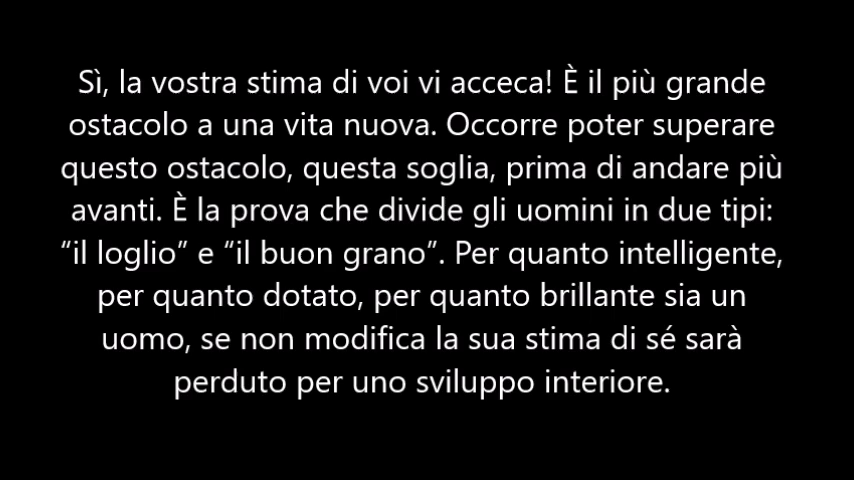 Sì, la vostra stima di voi vi acceca! È il più grande
ostacolo a una vita nuova. Occorre poter superare
questo ostacolo, questa soglia, prima di andare più
avanti. È la prova che divide gli uomini in due tipi:
“il loglio” e “il buon grano”. Per quanto intelligente,
per quanto dotato, per quanto brillante sia un
uomo, se non modifica la sua stima di sé sarà
perduto per uno sviluppo interiore.